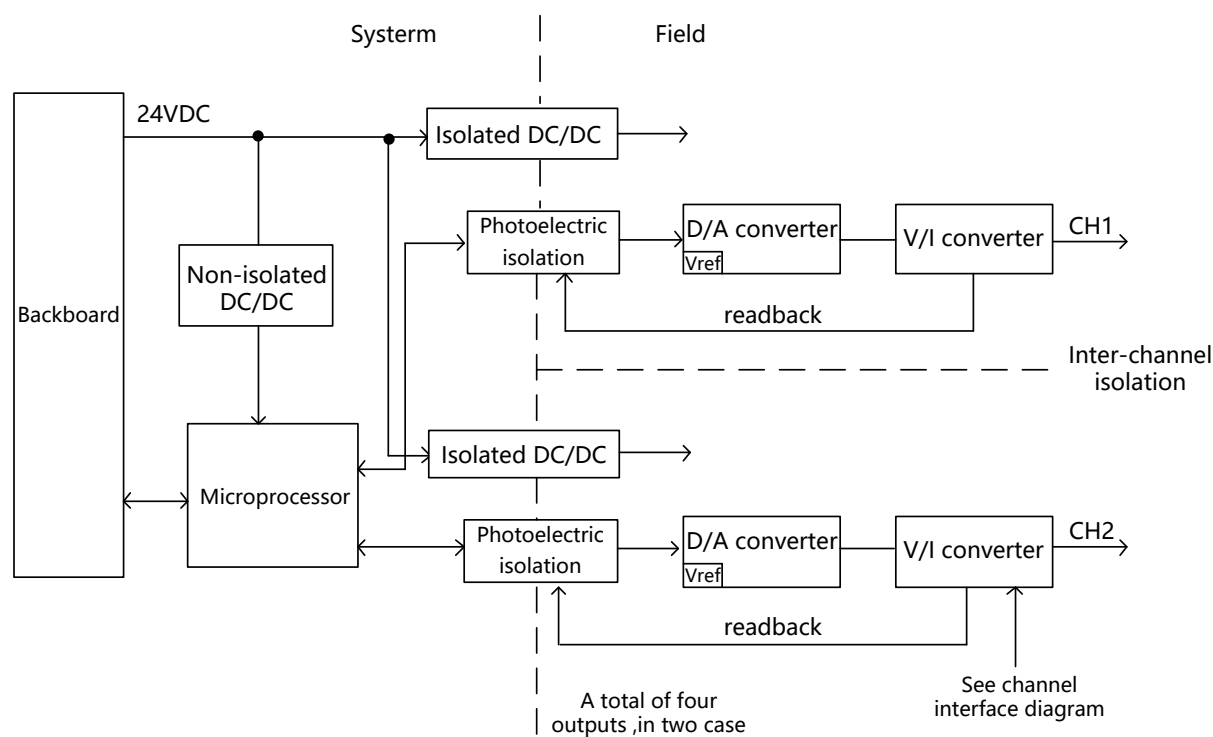 Systerm
Field
24VDC
Isolated DC/DC
Photoelectric
isolation
D/A converter
Vref
V/I converter
CH1
Non-isolated
DC/DC
Backboard
readback
Inter-channel
isolation
Isolated DC/DC
Microprocessor
Photoelectric
isolation
D/A converter
Vref
V/I converter
CH2
readback
A total of four
outputs ,in two case
See channel
interface diagram